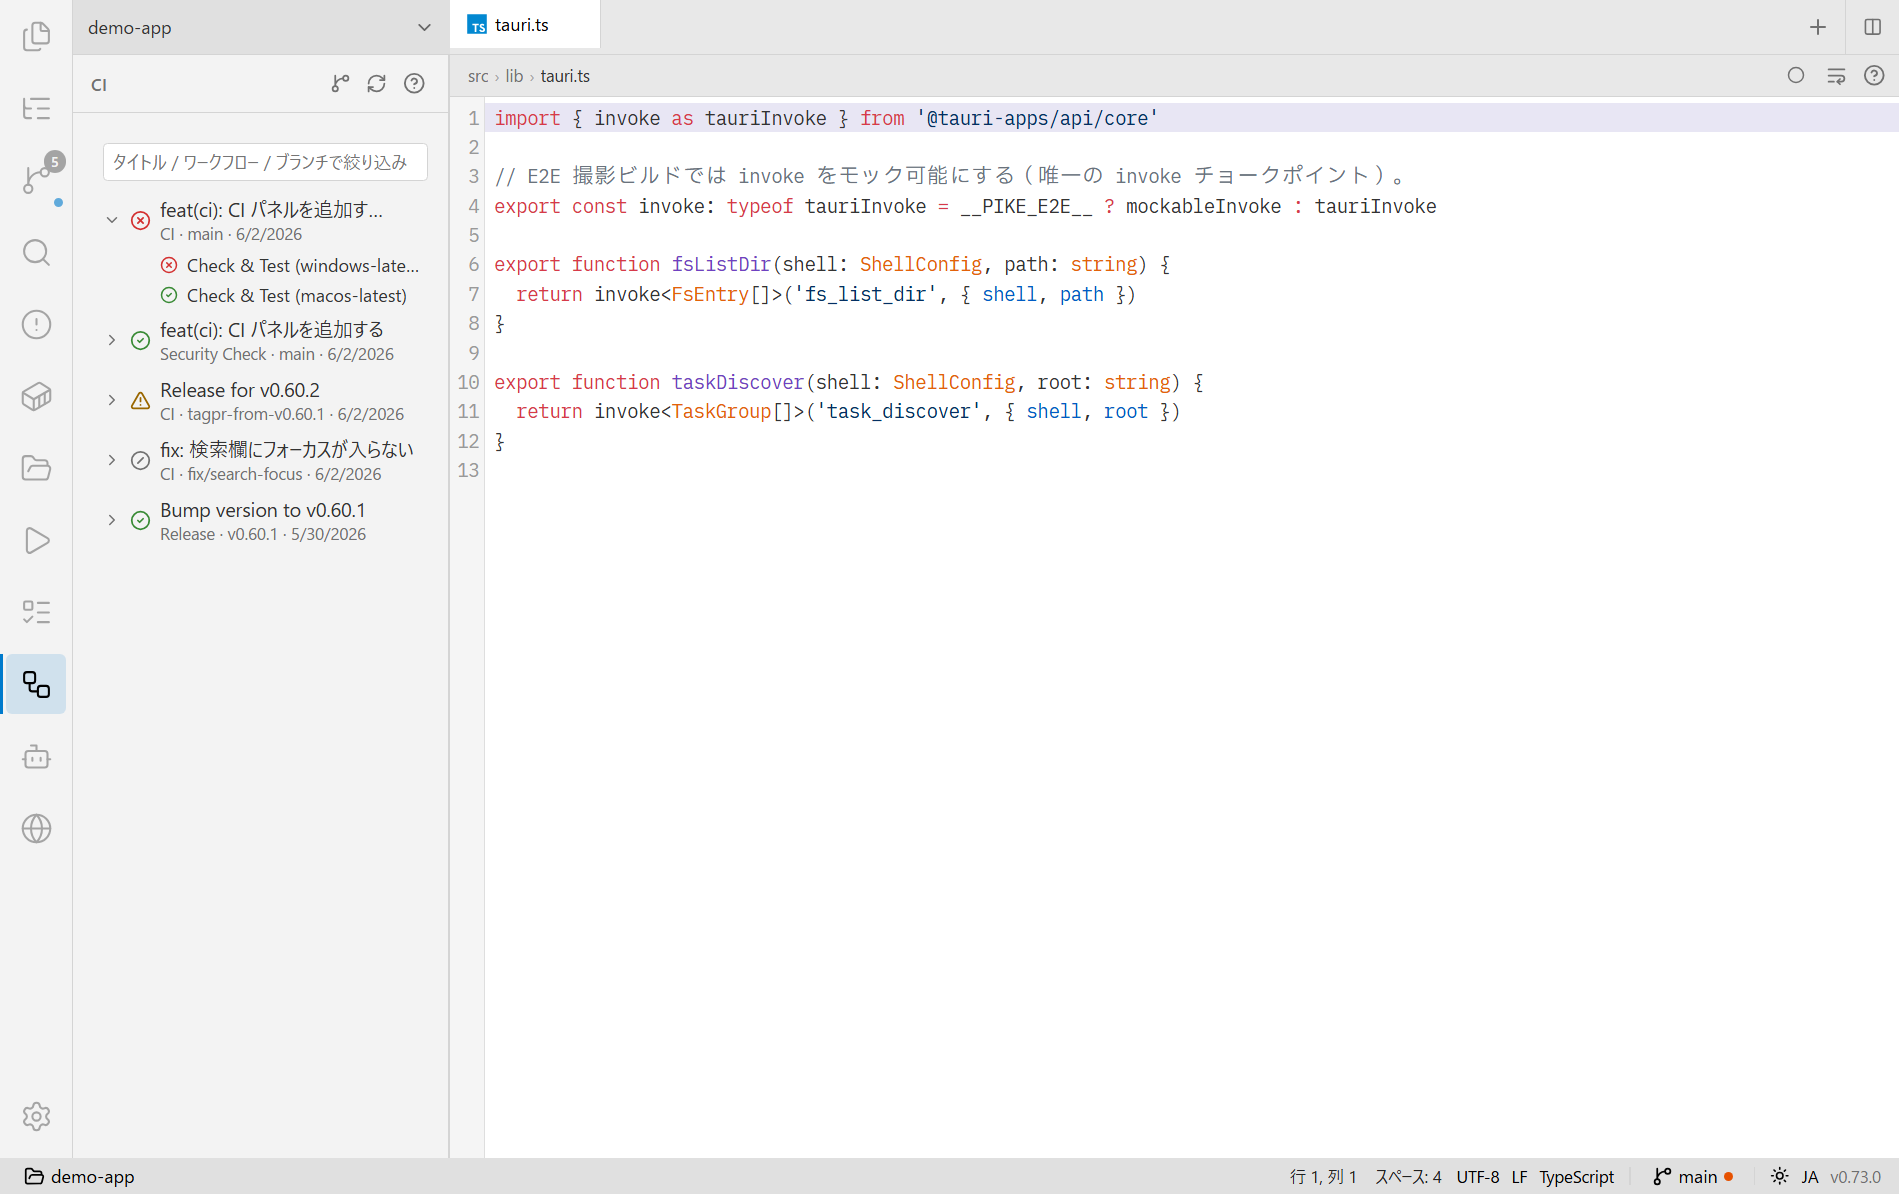 demo-app
CI
5
タイトル / ワークフロー / ブランチで絞り込み
feat(ci): CI パネルを追加す...
CI · main · 6/2/2026
Check & Test (windows-late...
Check & Test (macos-latest)
feat(ci): CI パネルを追加する
Security Check · main · 6/2/2026
Release for v0.60.2
CI · tagpr-from-v0.60.1 · 6/2/2026
fix: 検索欄にフォーカスが入らない
CI · fix/search-focus · 6/2/2026
Bump version to v0.60.1
Release · v0.60.1 · 5/30/2026
TS tauri.ts
src › lib › tauri.ts
1 import { invoke as tauriInvoke } from '@tauri-apps/api/core'
2
3 // E2E 撮影ビルドでは invoke をモック可能にする（唯一の invoke チョークポイント）。
4 export const invoke: typeof tauriInvoke = __PIKE_E2E__ ? mockableInvoke : tauriInvoke
5
6 export function fsListDir(shell: ShellConfig, path: string) {
7   return invoke<FsEntry[]>('fs_list_dir', { shell, path })
8 }
9
10 export function taskDiscover(shell: ShellConfig, root: string) {
11   return invoke<TaskGroup[]>('task_discover', { shell, root })
12 }
13
demo-app
行 1, 列 1 スペース: 4 UTF-8 LF TypeScript main JA v0.73.0